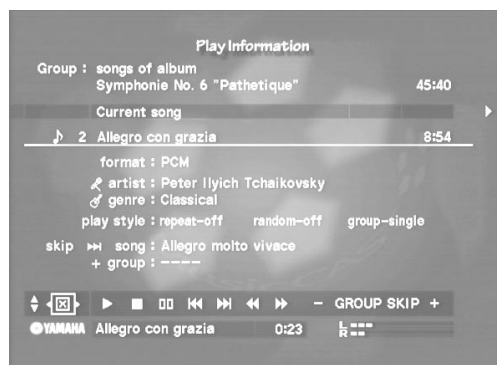 Play Information
Group : songs of album
Symphonie No. 6 "Pathetique" 45:40
Current song
2 Allegro con grazia 8:54
format : PCM
artist : Peter Ilyich Tchaikovsky
genre : Classical
play style : repeat-off random-off group-single
skip song : Allegro molto vivace
+ group : ----
- GROUP SKIP +
YAMAHA Allegro con grazia 0:23 L R